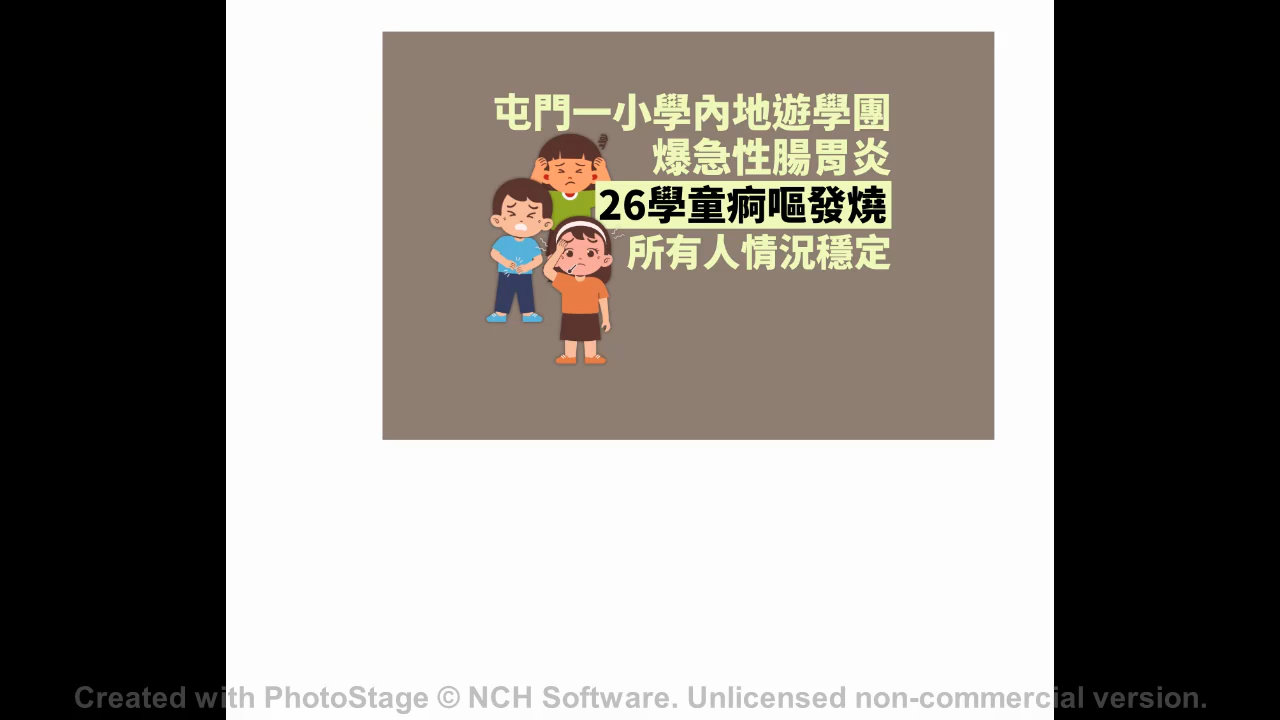 屯門一小學內地遊學團
爆急性腸胃炎
26學童痾嘔發燒
所有人情況穩定
Created with PhotoStage © NCH Software. Unlicensed non-commercial version.